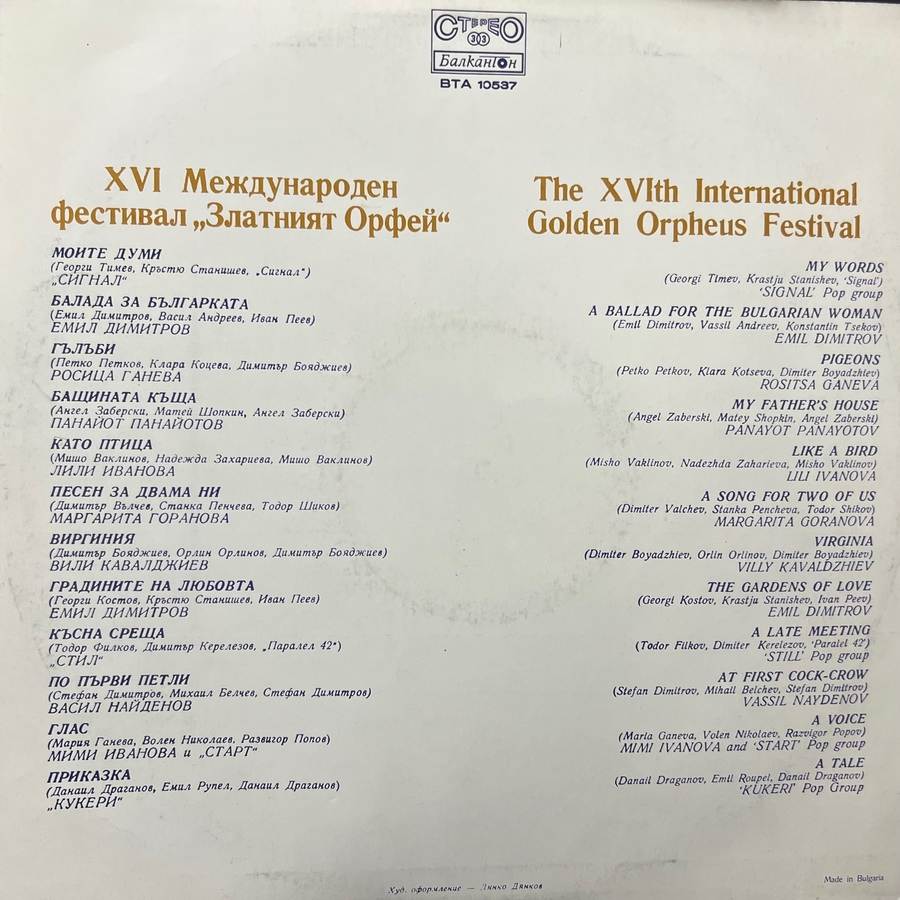 СТЕРЕО
33
Балкантон
ВТА 10537
XVI Международен
фестивал „Златният Орфей“
МОИТЕ ДУМИ
(Георги Тимев, Кръстю Станишев, „Сигнал“)
„СИГНАЛ“
БАЛАДА ЗА БЪЛГАРКАТА
(Емил Димитров, Васил Андреев, Иван Пеев)
ЕМИЛ ДИМИТРОВ
ГЪЛЪБИ
(Петко Петков, Клара Коцева, Димитър Бояджиев)
РОСИЦА ГАНЕВА
БАЩИНАТА КЪЩА
(Ангел Заберски, Матей Шопкин, Ангел Заберски)
ПАНАЙОТ ПАНАЙОТОВ
КАТО ПТИЦА
(Мишо Ваклинов, Надежда Захариева, Мишо Ваклинов)
ЛИЛИ ИВАНОВА
ПЕСЕН ЗА ДВАМА НИ
(Димитър Вълчев, Станка Пенчева, Тодор Шиков)
МАРГАРИТА ГОРАНОВА
ВИРГИНИЯ
(Димитър Бояджиев, Орлин Орлинов, Димитър Бояджиев)
ВИЛИ КАВАЛДЖИЕВ
ГРАДИНИТЕ НА ЛЮБОВТА
(Георги Костов, Кръстю Станишев, Иван Пеев)
ЕМИЛ ДИМИТРОВ
КЪСНА СРЕЩА
(Тодор Филков, Димитър Керелезов, „Паралел 42“)
„СТИЛ“
ПО ПЪРВИ ПЕТЛИ
(Стефан Димитров, Михаил Белчев, Стефан Димитров)
ВАСИЛ НАЙДЕНОВ
ГЛАС
(Мария Ганева, Волен Николаев, Развигор Попов)
МИМИ ИВАНОВА и „СТАРТ“
ПРИКАЗКА
(Данаил Драганов, Емил Рупел, Данаил Драганов)
„КУКЕРИ“
The XVIth International
Golden Orpheus Festival
MY WORDS
(Georgi Timev, Krastju Stanishev, ‘Signal’)
‘SIGNAL’ Pop group
A BALLAD FOR THE BULGARIAN WOMAN
(Emil Dimitrov, Vassil Andreev, Konstantin Tsekov)
EMIL DIMITROV
PIGEONS
(Petko Petkov, Klara Kotseva, Dimiter Boyadzhiev)
ROSITSA GANEVA
MY FATHER'S HOUSE
(Angel Zaberski, Matey Shopkin, Angel Zaberski)
PANAYOT PANAYOTOV
LIKE A BIRD
(Misho Vaklinov, Nadezhda Zaharieva, Misho Vaklinov)
LILI IVANOVA
A SONG FOR TWO OF US
(Dimiter Valchev, Stanka Pencheva, Todor Shikov)
MARGARITA GORANOVA
VIRGINIA
(Dimiter Boyadzhiev, Orlin Orlinov, Dimiter Boyadzhiev)
VILLY KAVALDZHIEV
THE GARDENS OF LOVE
(Georgi Kostov, Krastju Stanishev, Ivan Peev)
EMIL DIMITROV
A LATE MEETING
(Todor Filkov, Dimiter Kerelezov, ‘Paralel 42’)
‘STILL’ Pop group
AT FIRST COCK-CROW
(Stefan Dimitrov, Mihail Belchev, Stefan Dimitrov)
VASSIL NAYDENOV
A VOICE
(Maria Ganeva, Volen Nikolaev, Razvigor Popov)
MIMI IVANOVA and ‘START’ Pop group
A TALE
(Danail Draganov, Emil Roupel, Danail Draganov)
‘KUKERI’ Pop Group
Худ. оформление — Линко Дянков
Made in Bulgaria